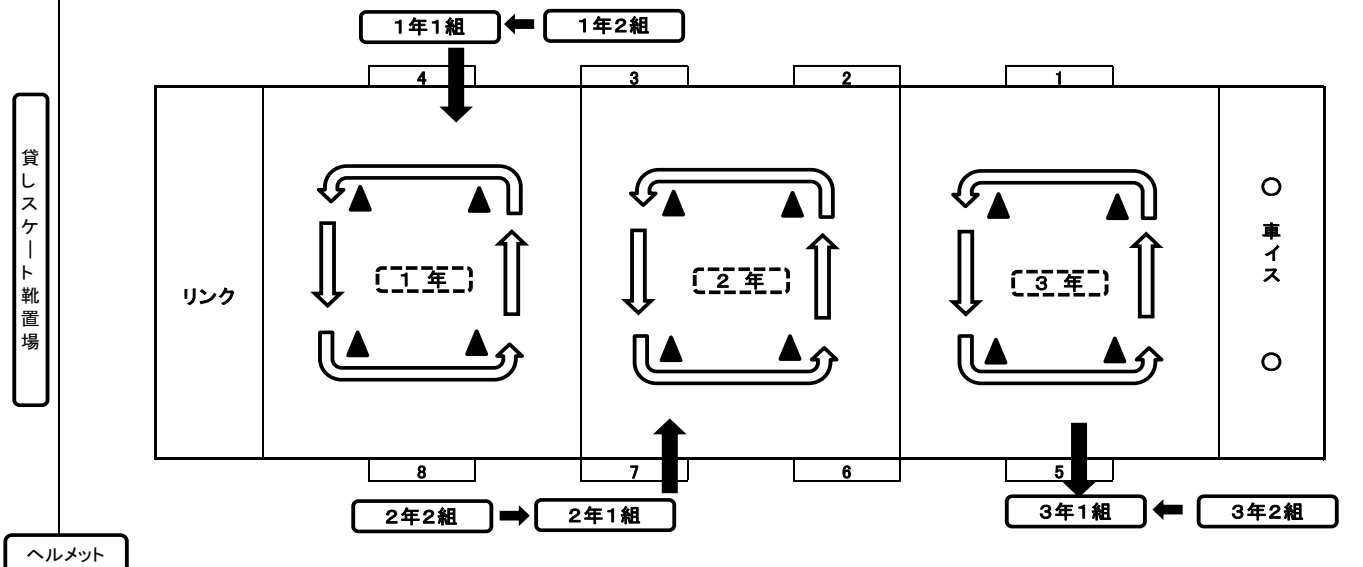 1年1組
1年2組
4
3
2
1
貸しスケート靴置場
リンク
1 年
2 年
3 年
○ 車イス ○
8
7
6
5
2年2組
2年1組
3年1組
3年2組
ヘルメット